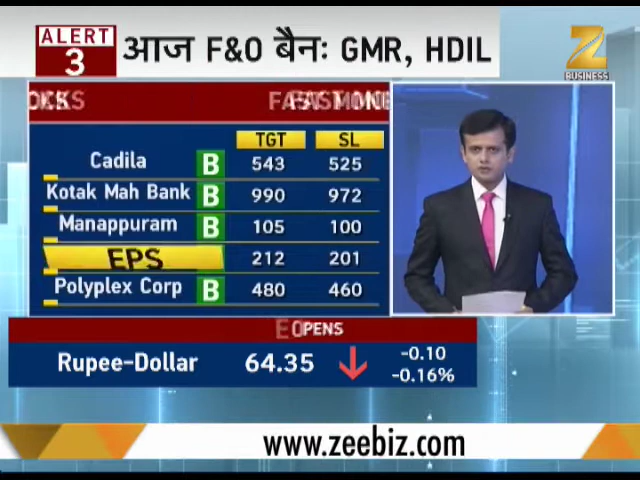 ALERT
3
आज F&O बैनः GMR, HDIL
Z
BUSINESS
TGT SL
Cadila B 543 525
Kotak Mah Bank B 990 972
Manappuram B 105 100
EPS 212 201
Polyplex Corp B 480 460
OPENS
Rupee-Dollar 64.35 -0.10
-0.16%
www.zeebiz.com